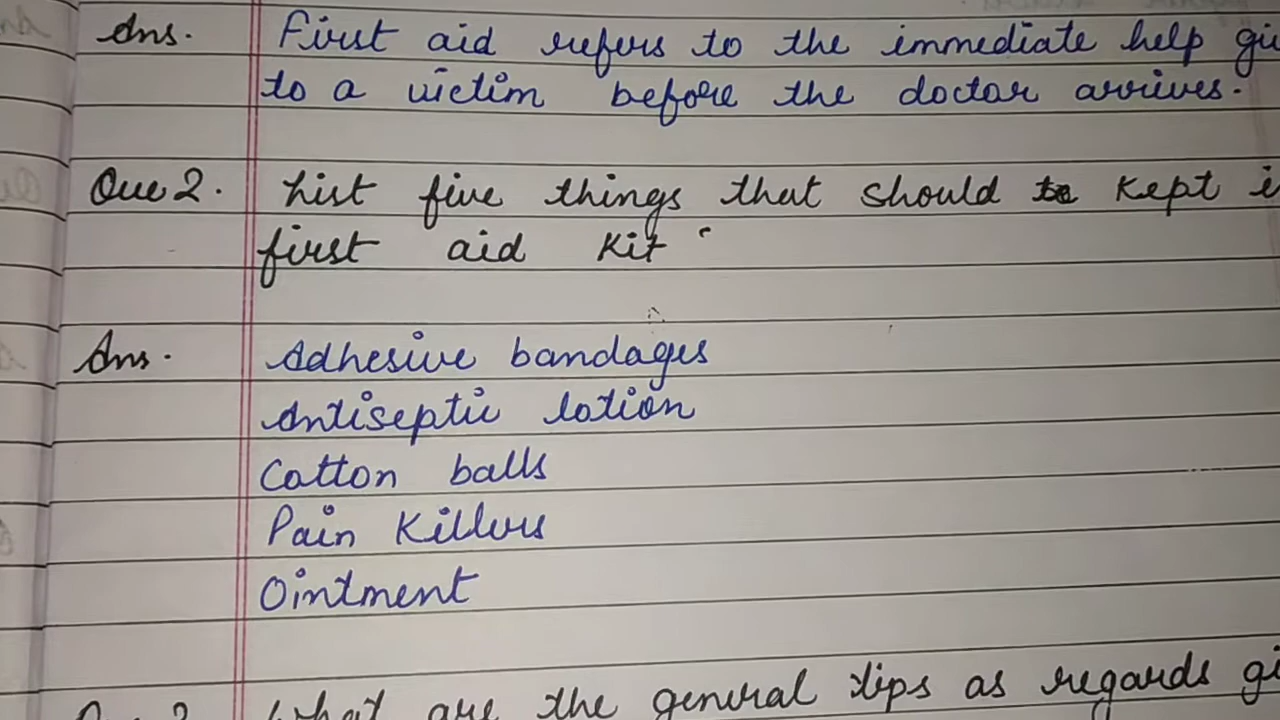 Ans. First aid refers to the immediate help gi
to a victim before the doctor arrives.
Que 2. List five things that should be kept i
first aid kit
Ans. Adhesive bandages
Antiseptic lotion
Cotton balls
Pain Killers
Ointment
What are the general tips as regards gi